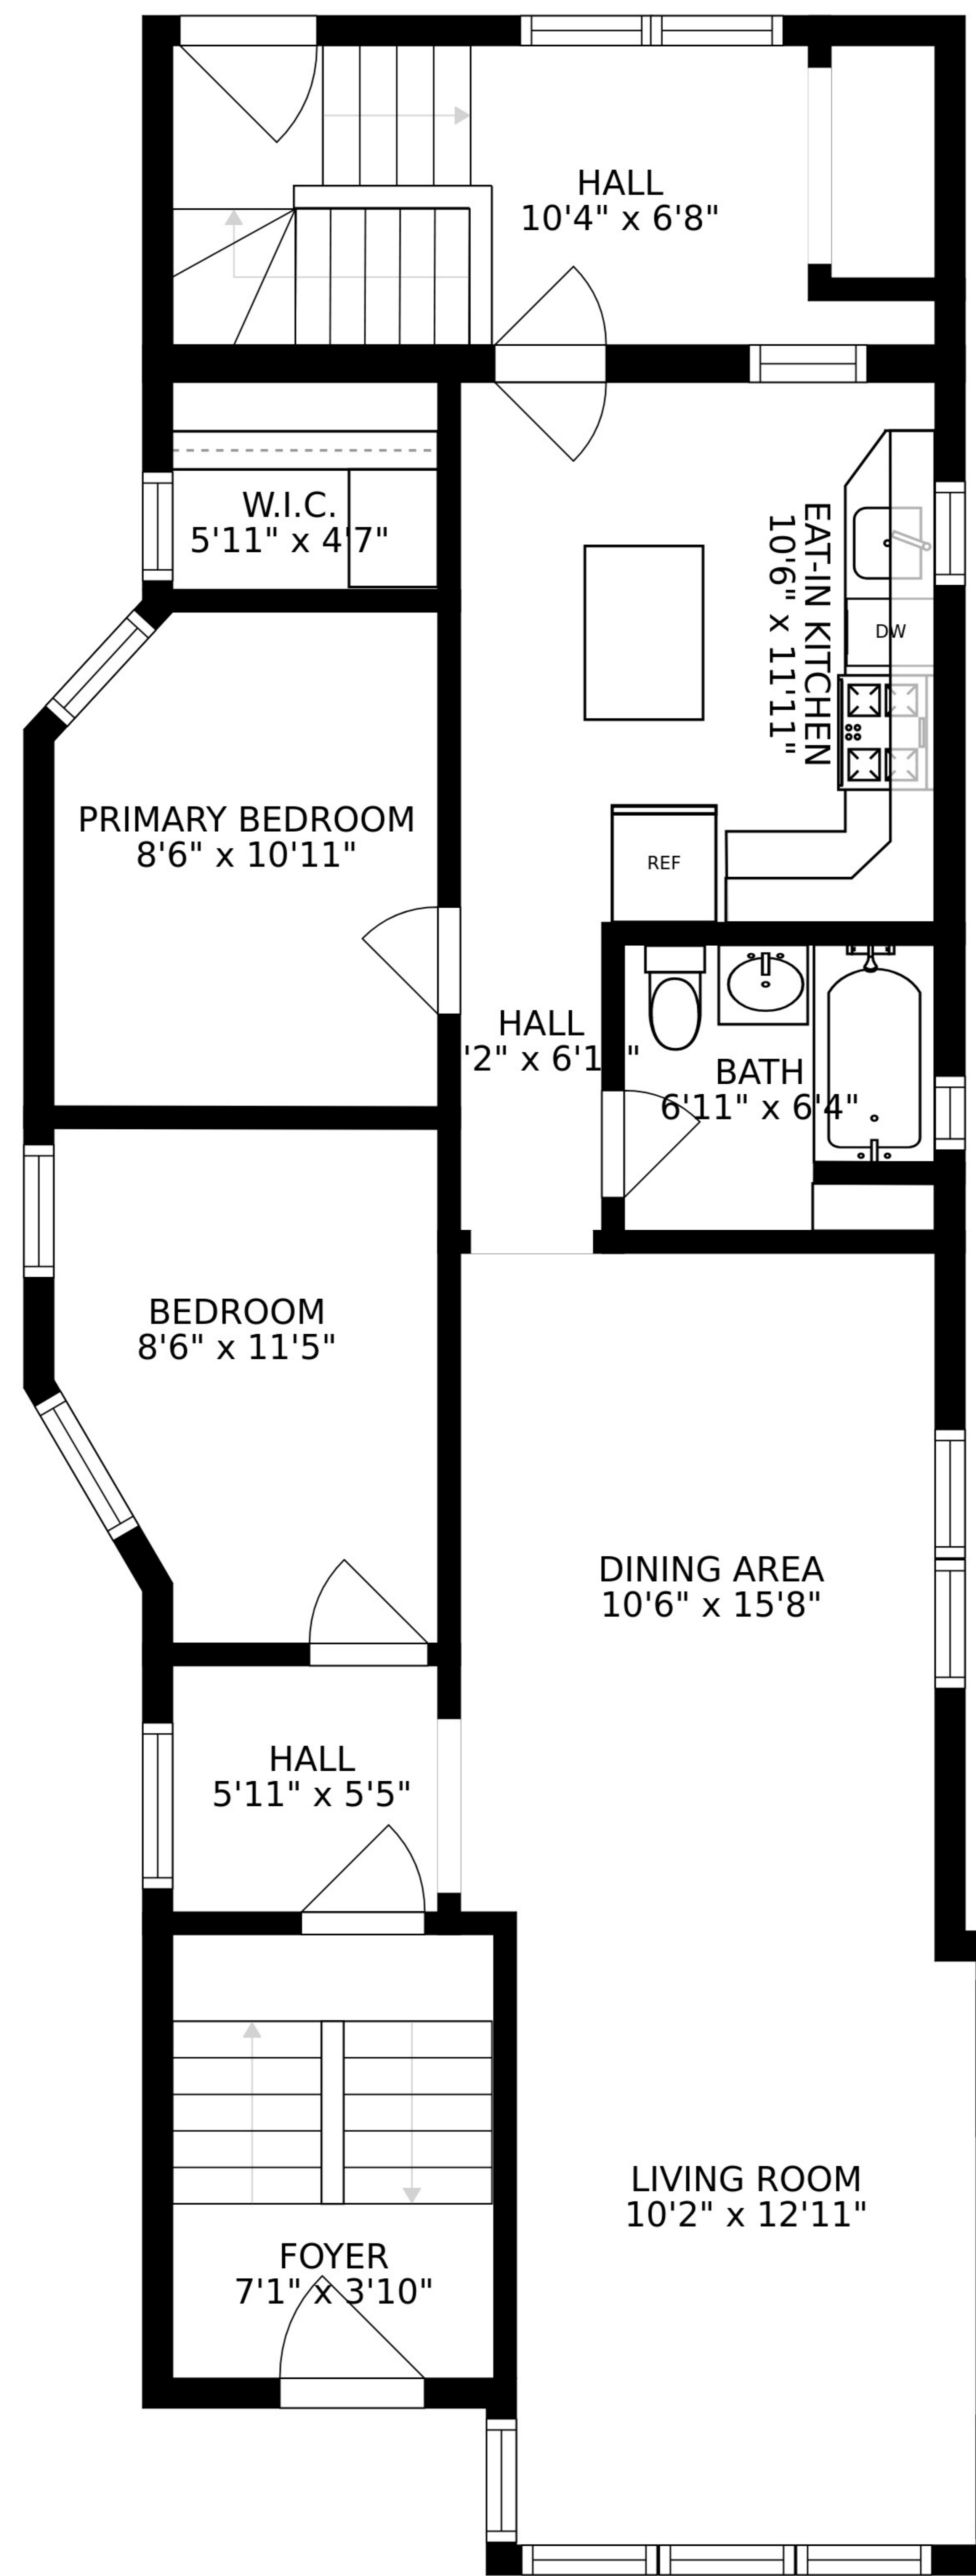 HALL
10'4" x 6'8"
W.I.C.
5'11" x 4'7"
EAT-IN KITCHEN
10'6" x 11'11"
DW
PRIMARY BEDROOM
8'6" x 10'11"
REF
HALL
'2" x 6'1 "
BATH
6'11" x 6'4"
BEDROOM
8'6" x 11'5"
DINING AREA
10'6" x 15'8"
HALL
5'11" x 5'5"
LIVING ROOM
10'2" x 12'11"
FOYER
7'1" x 3'10"